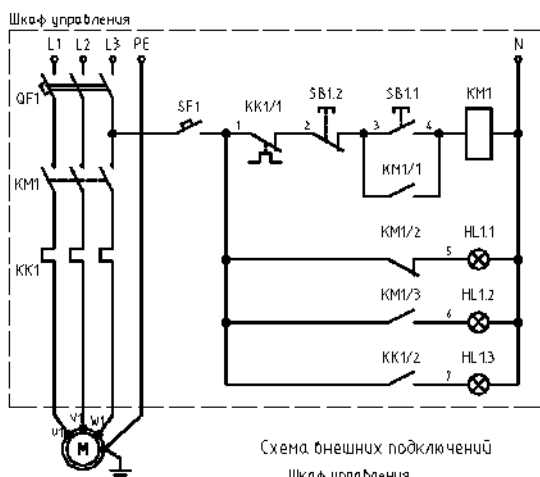 Шкаф управления
L1 L2 L3 PE N
QF1
SF1 KK1/1 SB1.2 SB1.1 KM1
1 2 3 4
KM1/1
KM1
KK1
KM1/2 5 HL1.1
KM1/3 6 HL1.2
KK1/2 7 HL1.3
U1 V1 W1
M
Схема внешних подключений
Шкаф управления